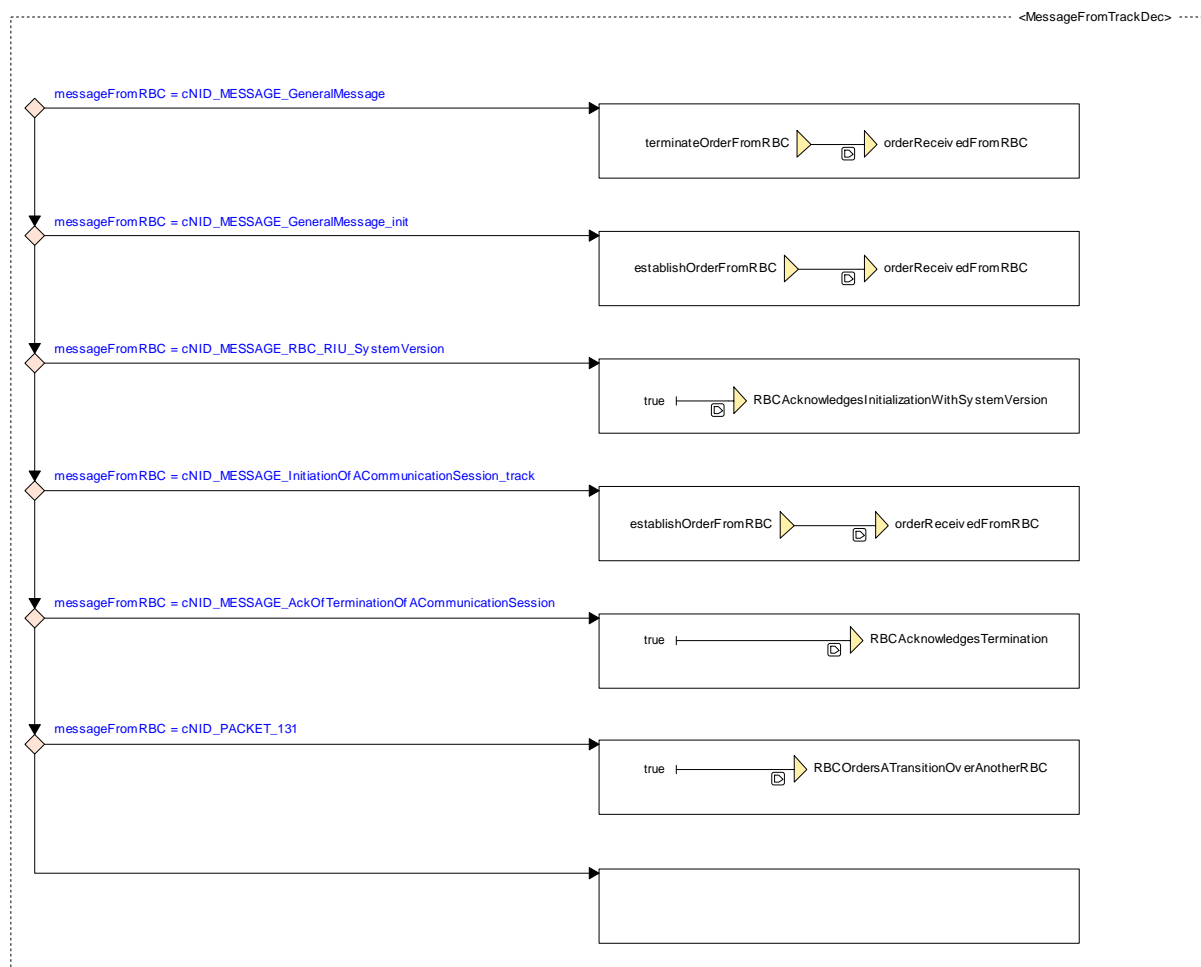 <MessageFromTrackDec>
messageFromRBC = cNID_MESSAGE_GeneralMessage
terminateOrderFromRBC orderReceivedFromRBC
messageFromRBC = cNID_MESSAGE_GeneralMessage_init
establishOrderFromRBC orderReceivedFromRBC
messageFromRBC = cNID_MESSAGE_RBC_RIU_SystemVersion
true RBCAcknowledgesInitializationWithSystemVersion
messageFromRBC = cNID_MESSAGE_InitiationOfACommunicationSession_track
establishOrderFromRBC orderReceivedFromRBC
messageFromRBC = cNID_MESSAGE_AckOfTerminationOfACommunicationSession
true RBCAcknowledgesTermination
messageFromRBC = cNID_PACKET_131
true RBCOrdersATransitionOverAnotherRBC